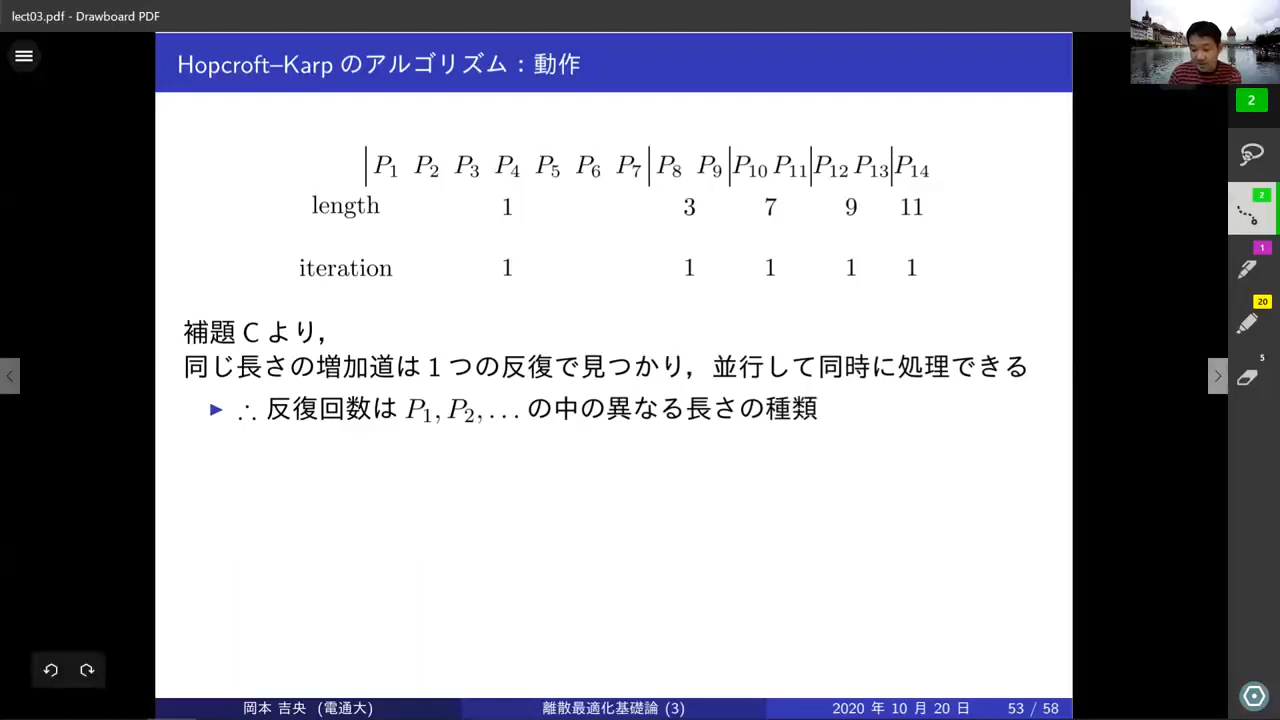 lect03.pdf - Drawboard PDF
Hopcroft–Karp のアルゴリズム：動作
P1 P2 P3 P4 P5 P6 P7 P8 P9 P10 P11 P12 P13 P14
length 1 3 7 9 11
iteration 1 1 1 1 1
補題 C より，
同じ長さの増加道は 1 つの反復で見つかり，並行して同時に処理できる
▶ ∴ 反復回数は P1, P2, . . . の中の異なる長さの種類
岡本 吉央 (電通大) 離散最適化基礎論 (3) 2020 年 10 月 20 日 53 / 58
2
2
1
20
5